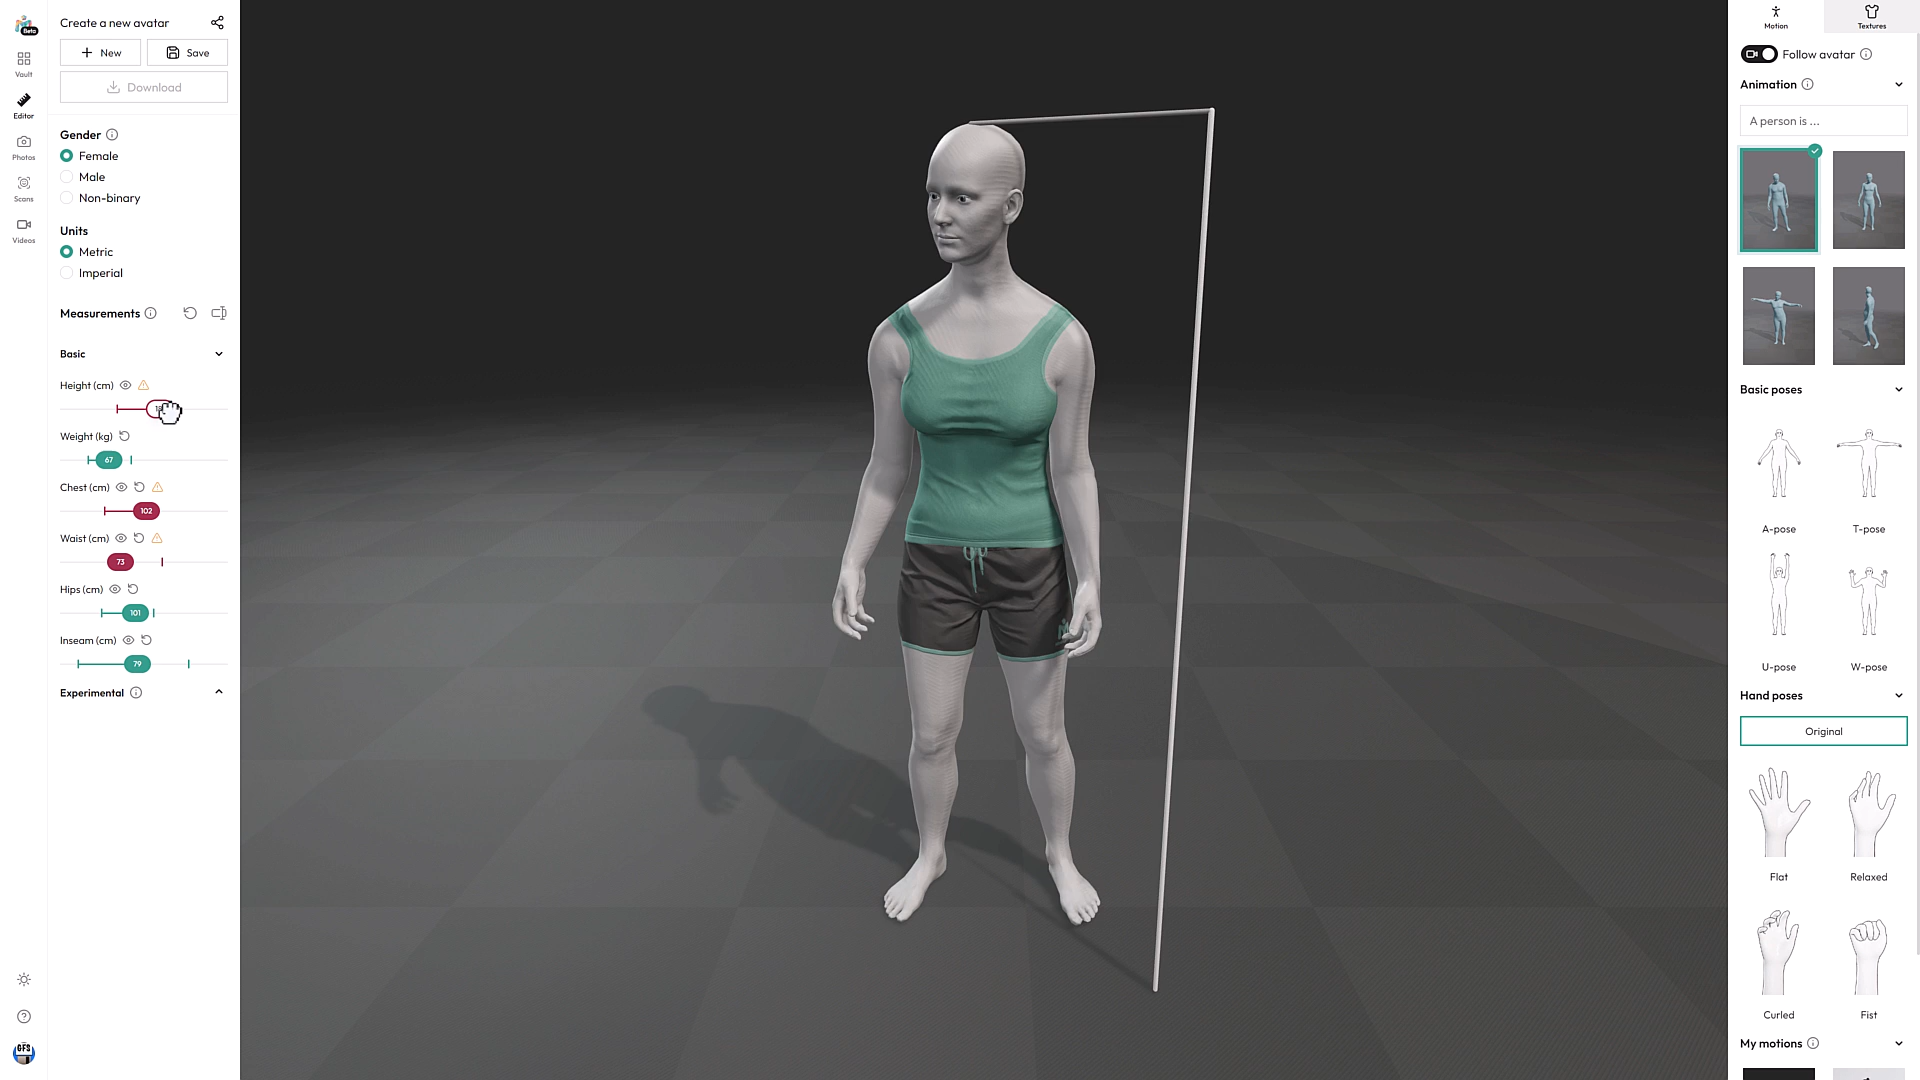 Beta
Vault
Editor
Photos
Scans
Videos
GFS
Create a new avatar
New
Save
Download
Gender
Female
Male
Non-binary
Units
Metric
Imperial
Measurements
Basic
Height (cm)
Weight (kg)
67
Chest (cm)
102
Waist (cm)
73
Hips (cm)
101
Inseam (cm)
79
Experimental
Motion
Textures
Follow avatar
Animation
A person is ...
Basic poses
A-pose
T-pose
U-pose
W-pose
Hand poses
Original
Flat
Relaxed
Curled
Fist
My motions